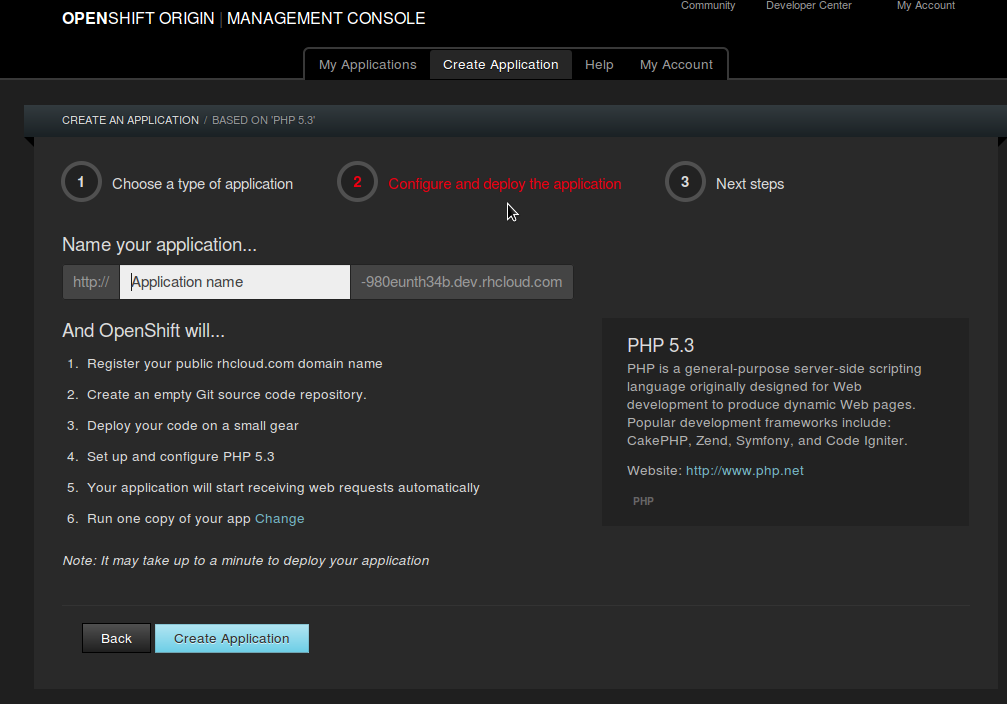 Community Developer Center My Account
OPENSHIFT ORIGIN | MANAGEMENT CONSOLE
My Applications Create Application Help My Account
CREATE AN APPLICATION / BASED ON 'PHP 5.3'
1 Choose a type of application 2 Configure and deploy the application 3 Next steps
Name your application...
http:// Application name -980eunth34b.dev.rhcloud.com
And OpenShift will...
1. Register your public rhcloud.com domain name
2. Create an empty Git source code repository.
3. Deploy your code on a small gear
4. Set up and configure PHP 5.3
5. Your application will start receiving web requests automatically
6. Run one copy of your app Change
Note: It may take up to a minute to deploy your application
PHP 5.3
PHP is a general-purpose server-side scripting
language originally designed for Web
development to produce dynamic Web pages.
Popular development frameworks include:
CakePHP, Zend, Symfony, and Code Igniter.
Website: http://www.php.net
PHP
Back Create Application